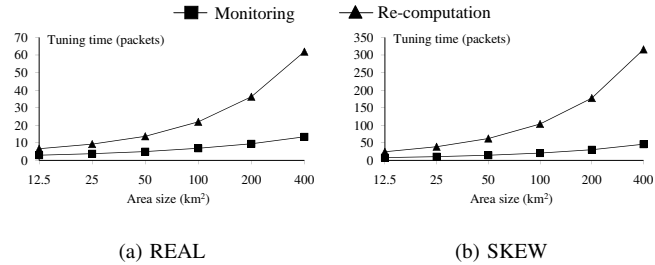 Monitoring Re-computation
Tuning time (packets)
70
60
50
40
30
20
10
0
12.5 25 50 100 200 400
Area size (km²)
(a) REAL
Tuning time (packets)
350
300
250
200
150
100
50
0
12.5 25 50 100 200 400
Area size (km²)
(b) SKEW